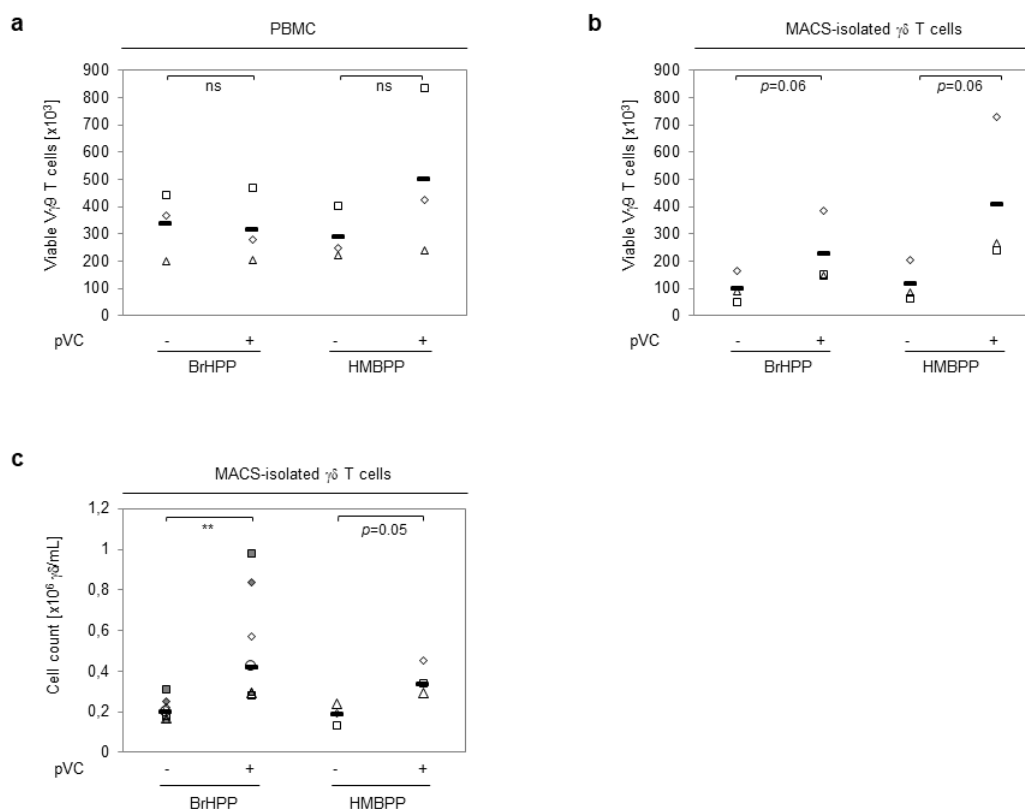 a
PBMC
Viable Vγ9 T cells [x10³]
900
800
700
600
500
400
300
200
100
0
ns
ns
pVC
-
+
-
+
BrHPP
HMBPP
b
MACS-isolated γδ T cells
Viable Vγ9 T cells [x10³]
900
800
700
600
500
400
300
200
100
0
p=0.06
p=0.06
pVC
-
+
-
+
BrHPP
HMBPP
c
MACS-isolated γδ T cells
Cell count [x10⁶ γδ/mL]
1,2
1
0,8
0,6
0,4
0,2
0
**
p=0.05
pVC
-
+
-
+
BrHPP
HMBPP